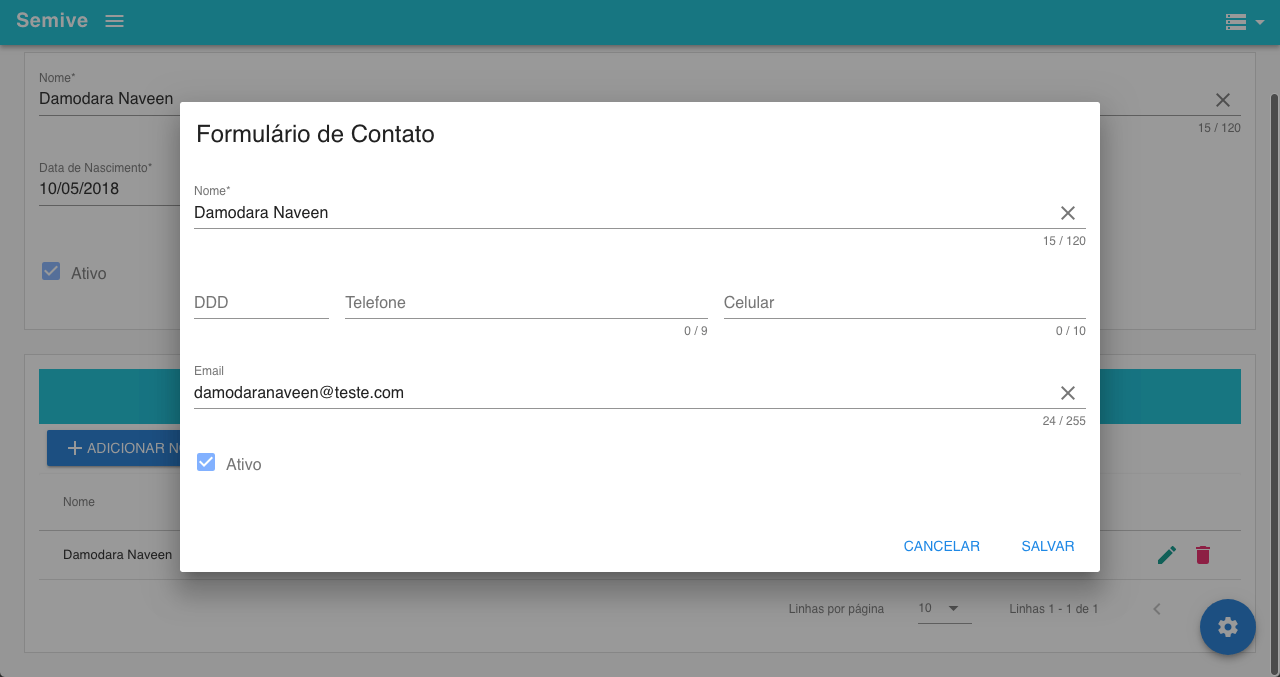 Semive
Nome*
Damodara Naveen
15 / 120
Data de Nascimento*
10/05/2018
Ativo
Formulário de Contato
Nome*
Damodara Naveen
15 / 120
DDD Telefone Celular
0 / 9 0 / 10
Email
damodaranaveen@teste.com
24 / 255
Ativo
CANCELAR SALVAR
ADICIONAR
Nome
Damodara Naveen
Linhas por página 10 Linhas 1 - 1 de 1